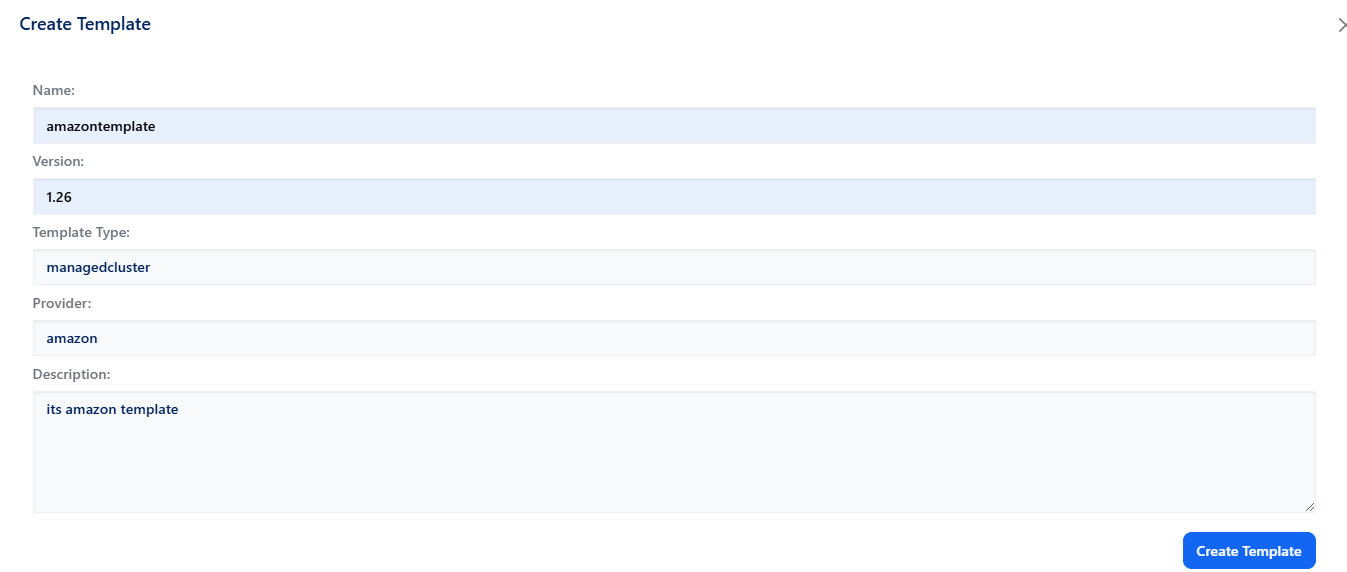 Create Template
Name:
amazontemplate
Version:
1.26
Template Type:
managedcluster
Provider:
amazon
Description:
its amazon template
Create Template